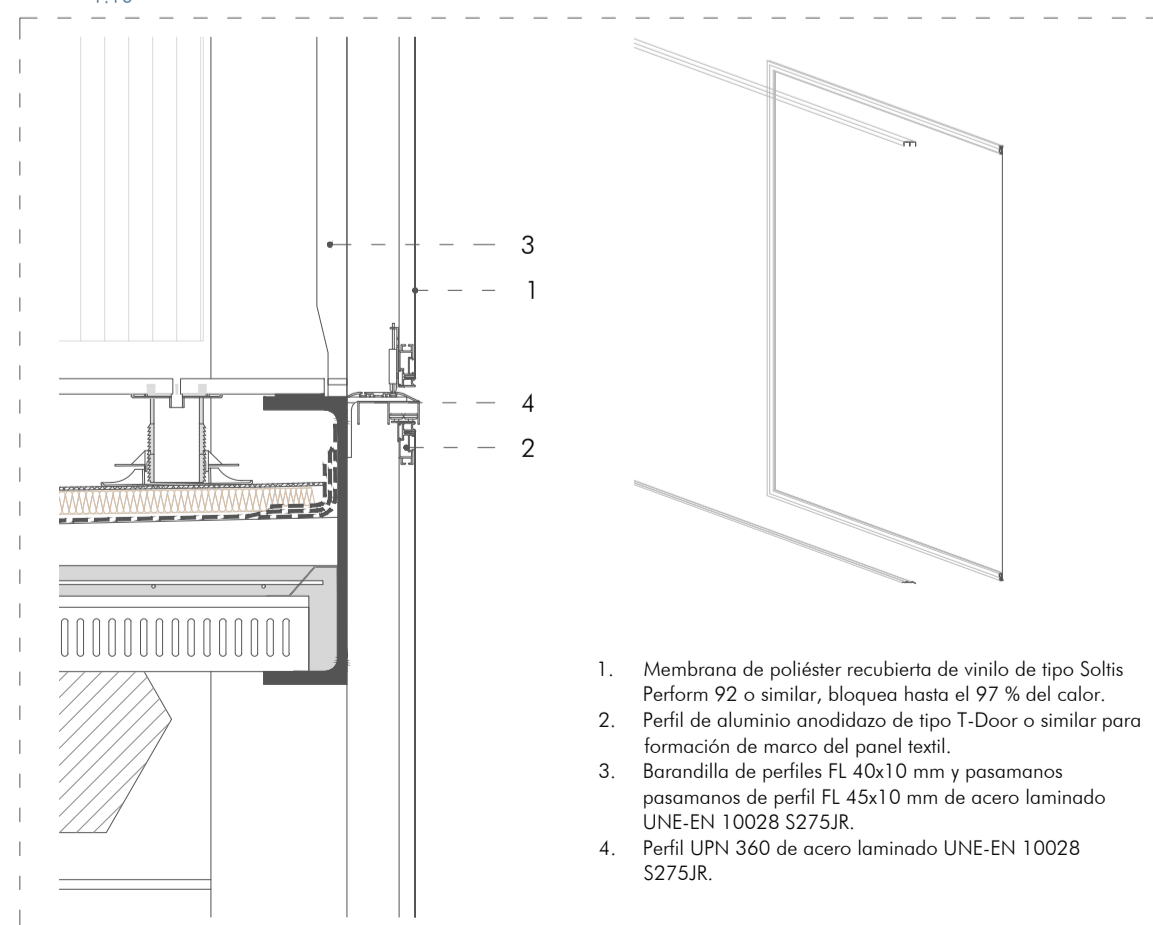 3
1
4
2
1. Membrana de poliéster recubierta de vinilo de tipo Soltis
Perform 92 o similar, bloquea hasta el 97 % del calor.
2. Perfil de aluminio anodidazo de tipo T-Door o similar para
formación de marco del panel textil.
3. Barandilla de perfiles FL 40x10 mm y pasamanos
pasamanos de perfil FL 45x10 mm de acero laminado
UNE-EN 10028 S275JR.
4. Perfil UPN 360 de acero laminado UNE-EN 10028
S275JR.